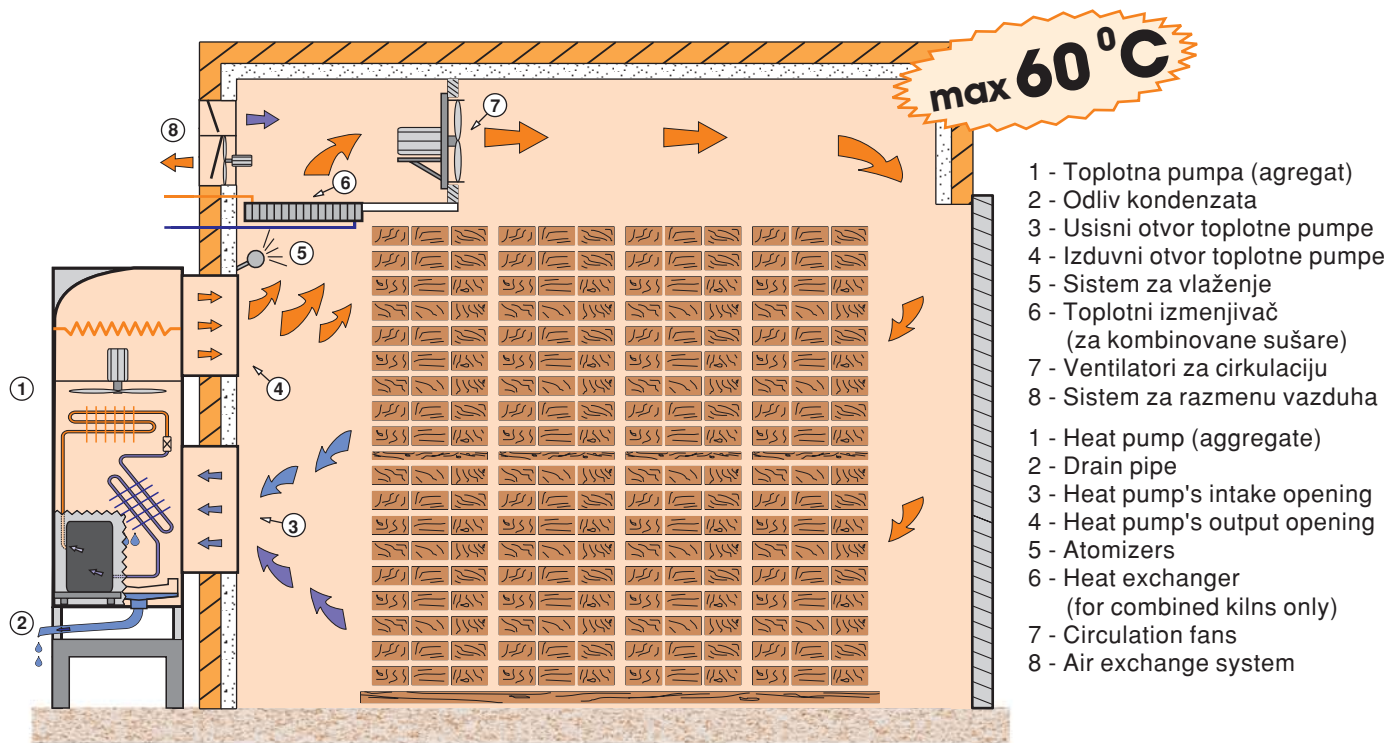 max 60 °C
8
7
6
5
1
4
3
2
1 - Toplotna pumpa (agregat)
2 - Odliv kondenzata
3 - Usisni otvor toplotne pumpe
4 - Izduvni otvor toplotne pumpe
5 - Sistem za vlaženje
6 - Toplotni izmenjivač
(za kombinovane sušare)
7 - Ventilatori za cirkulaciju
8 - Sistem za razmenu vazduha
1 - Heat pump (aggregate)
2 - Drain pipe
3 - Heat pump's intake opening
4 - Heat pump's output opening
5 - Atomizers
6 - Heat exchanger
(for combined kilns only)
7 - Circulation fans
8 - Air exchange system